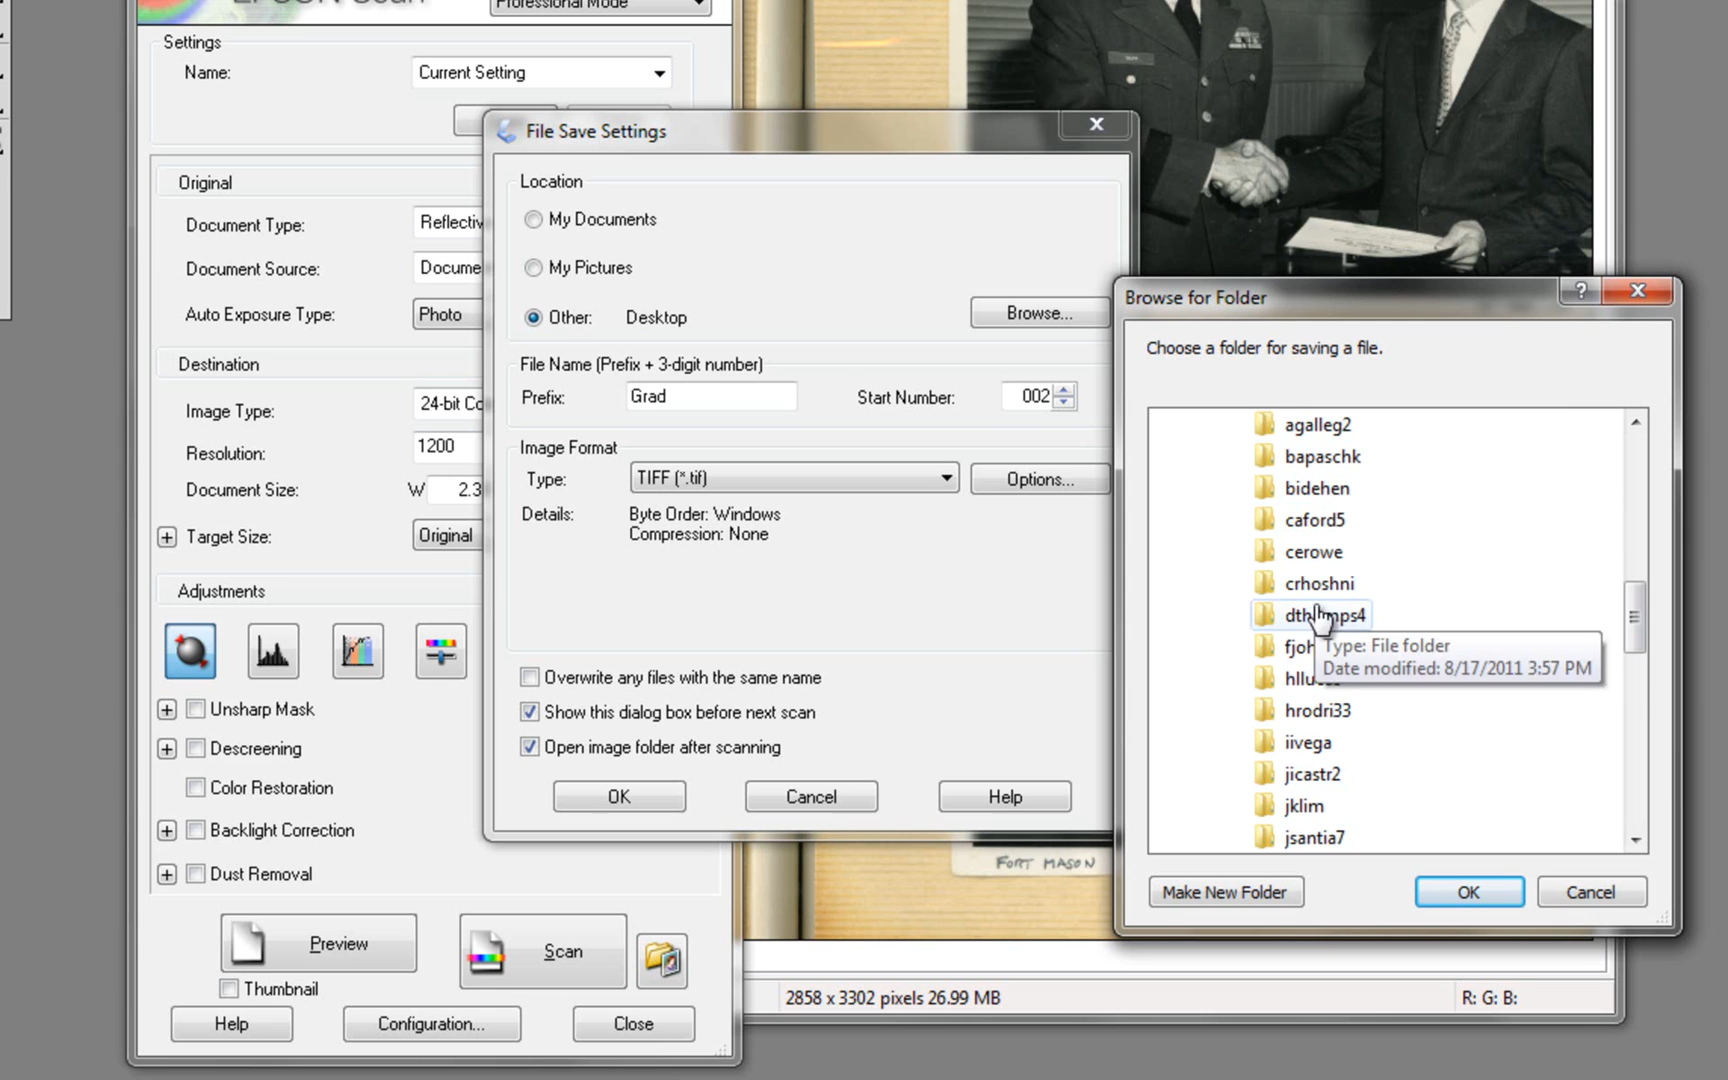 EPSON Scan
Professional Mode
Settings
Name:
Current Setting
Original
Document Type:
Reflectiv
Document Source:
Docume
Auto Exposure Type:
Photo
Destination
Image Type:
24-bit Co
Resolution:
1200
Document Size:
W
2.3
Target Size:
Original
Adjustments
Unsharp Mask
Descreening
Color Restoration
Backlight Correction
Dust Removal
Preview
Scan
Thumbnail
Help
Configuration...
Close
File Save Settings
Location
My Documents
My Pictures
Other:
Desktop
Browse...
File Name (Prefix + 3-digit number)
Prefix:
Grad
Start Number:
002
Image Format
Type:
TIFF (*.tif)
Options...
Details:
Byte Order: Windows
Compression: None
Overwrite any files with the same name
Show this dialog box before next scan
Open image folder after scanning
OK
Cancel
Help
Browse for Folder
Choose a folder for saving a file.
agalleg2
bapaschk
bidehen
caford5
cerowe
crhoshni
Type: File folder
Date modified: 8/17/2011 3:57 PM
hrodri33
iivega
jicastr2
jklim
jsantia7
Make New Folder
OK
Cancel
FORT MASON
2858 x 3302 pixels 26.99 MB
R: G: B: